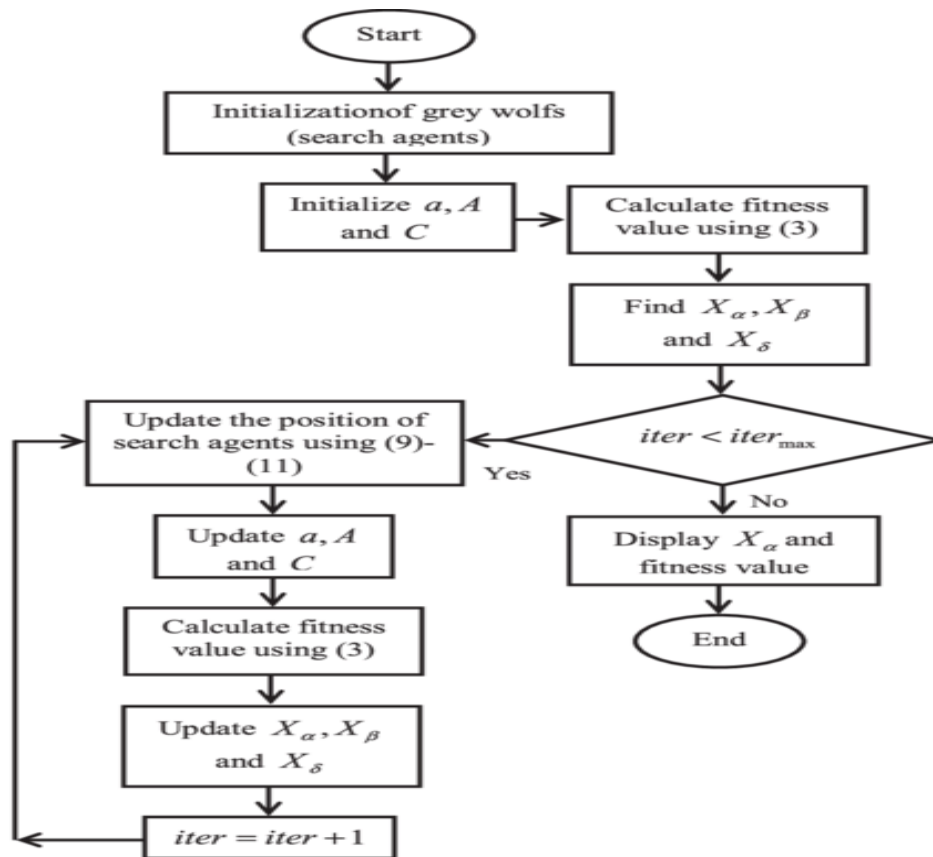 Start
Initializationof grey wolfs
(search agents)
Initialize a, A
and C
Calculate fitness
value using (3)
Find X_α, X_β
and X_δ
iter < iter_max
Yes
No
Update the position of
search agents using (9)-
(11)
Update a, A
and C
Calculate fitness
value using (3)
Update X_α, X_β
and X_δ
iter = iter +1
Display X_α and
fitness value
End